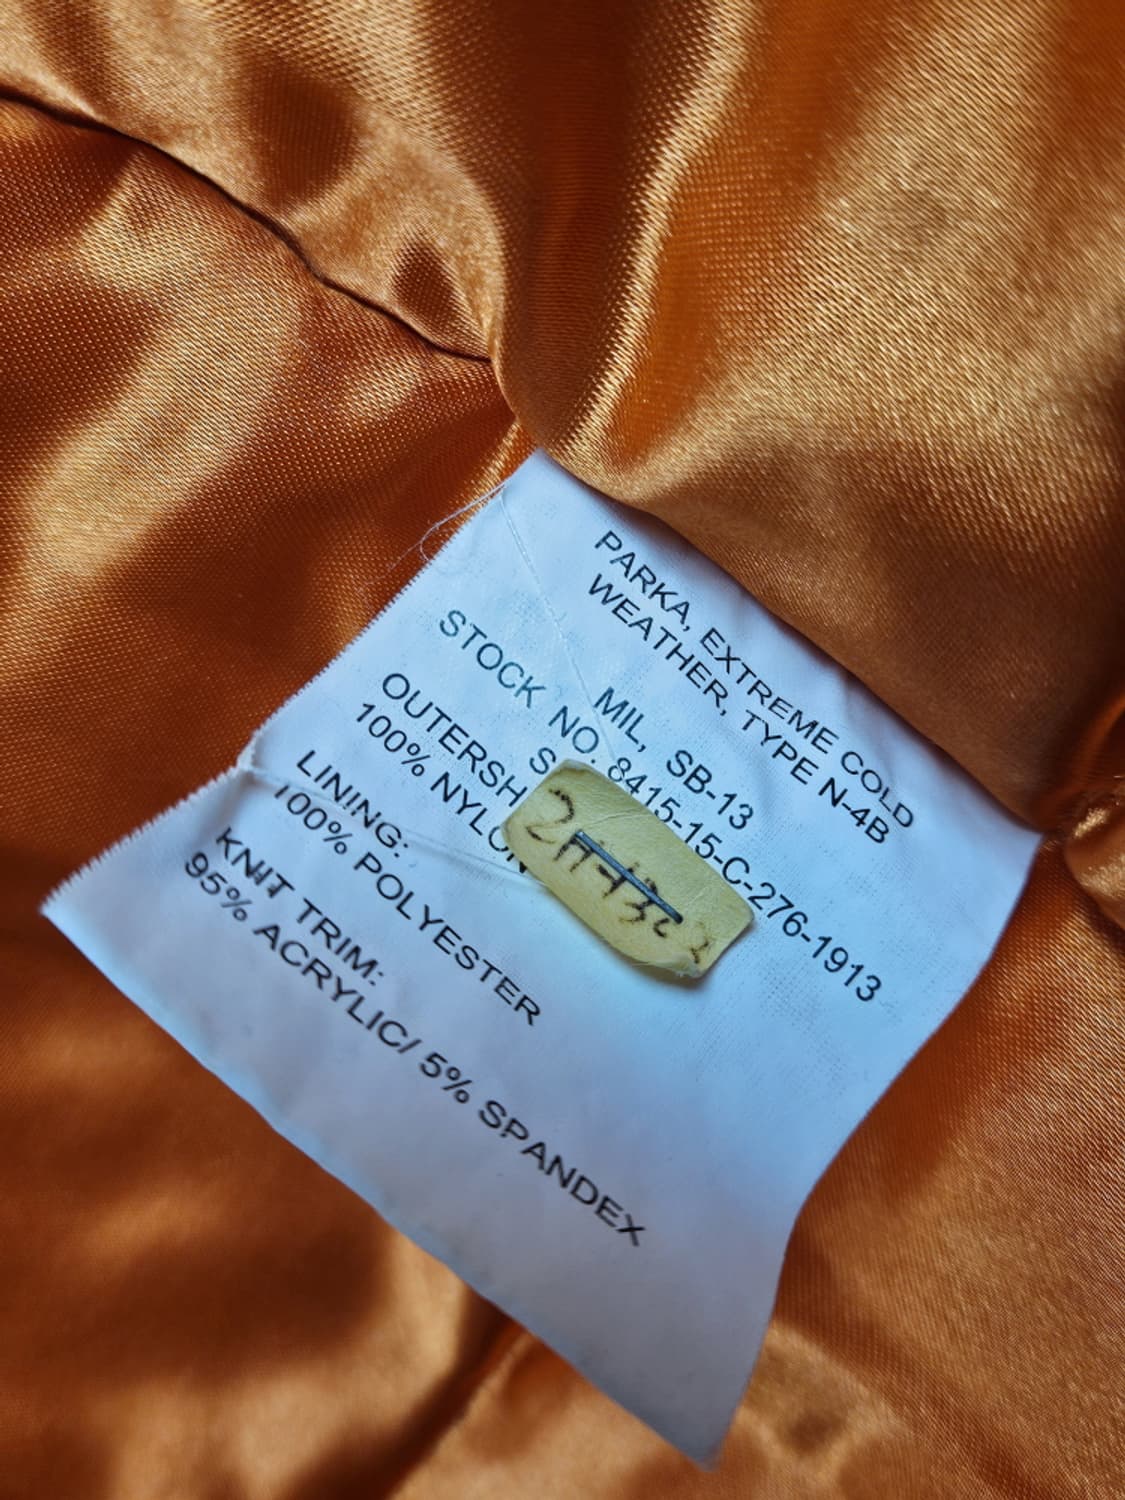 PARKA, EXTREME COLD
WEATHER, TYPE N-4B
MIL, SB-13
STOCK NO. 8415-15-C-276-1913
S
OUTERSH
100% NYLON
LINING:
100% POLYESTER
KNIT TRIM:
95% ACRYLIC/ 5% SPANDEX